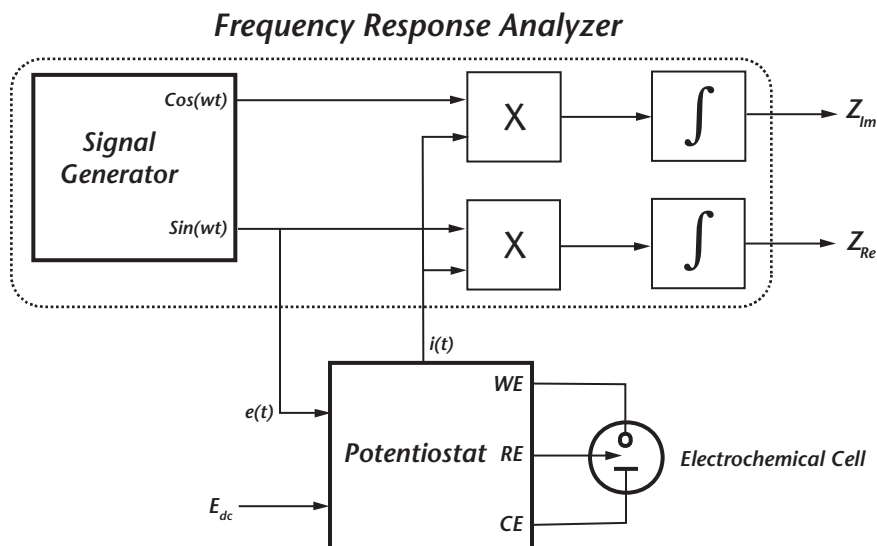 Frequency Response Analyzer
Cos(wt)
Signal
Generator
Sin(wt)
X
∫
Z_Im
X
∫
Z_Re
i(t)
e(t)
E_dc
Potentiostat
WE
RE
CE
Electrochemical Cell